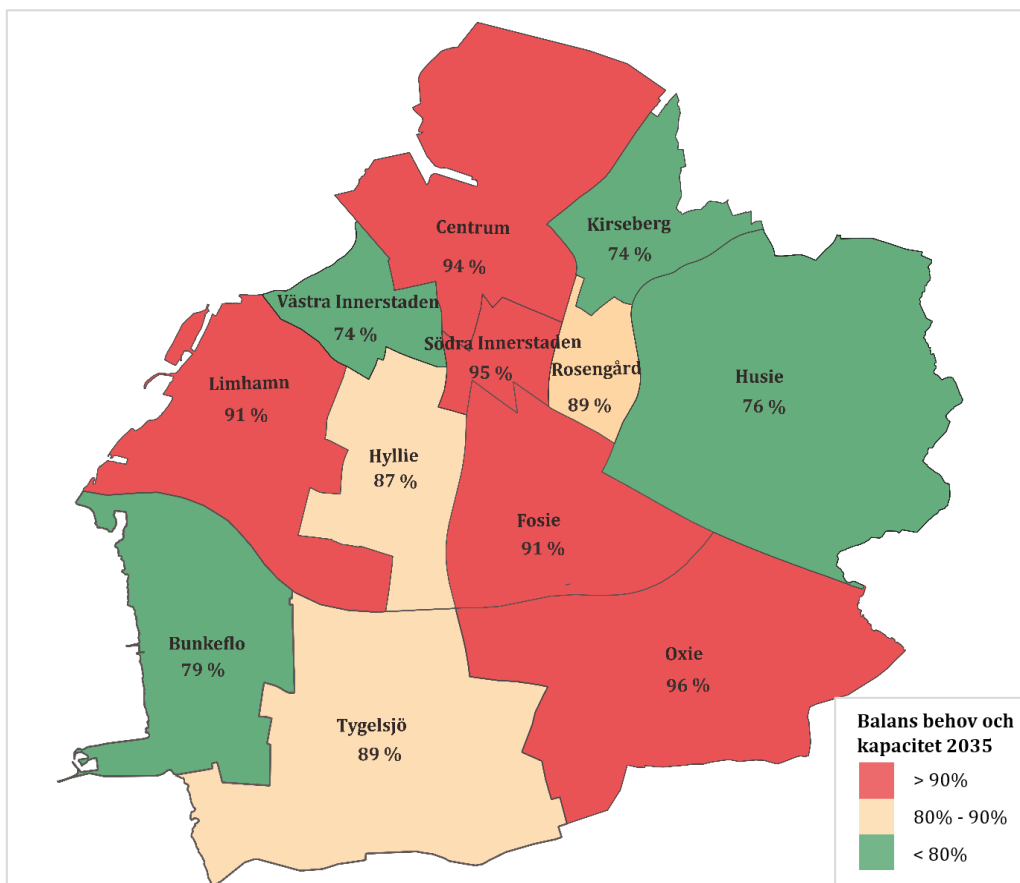 Centrum
94 %
Kirseberg
74 %
Västra Innerstaden
74 %
Södra Innerstaden
95 %
Rosengård
89 %
Limhamn
91 %
Husie
76 %
Hyllie
87 %
Fosie
91 %
Bunkeflo
79 %
Oxie
96 %
Tygelsjö
89 %
Balans behov och
kapacitet 2035
> 90%
80% - 90%
< 80%